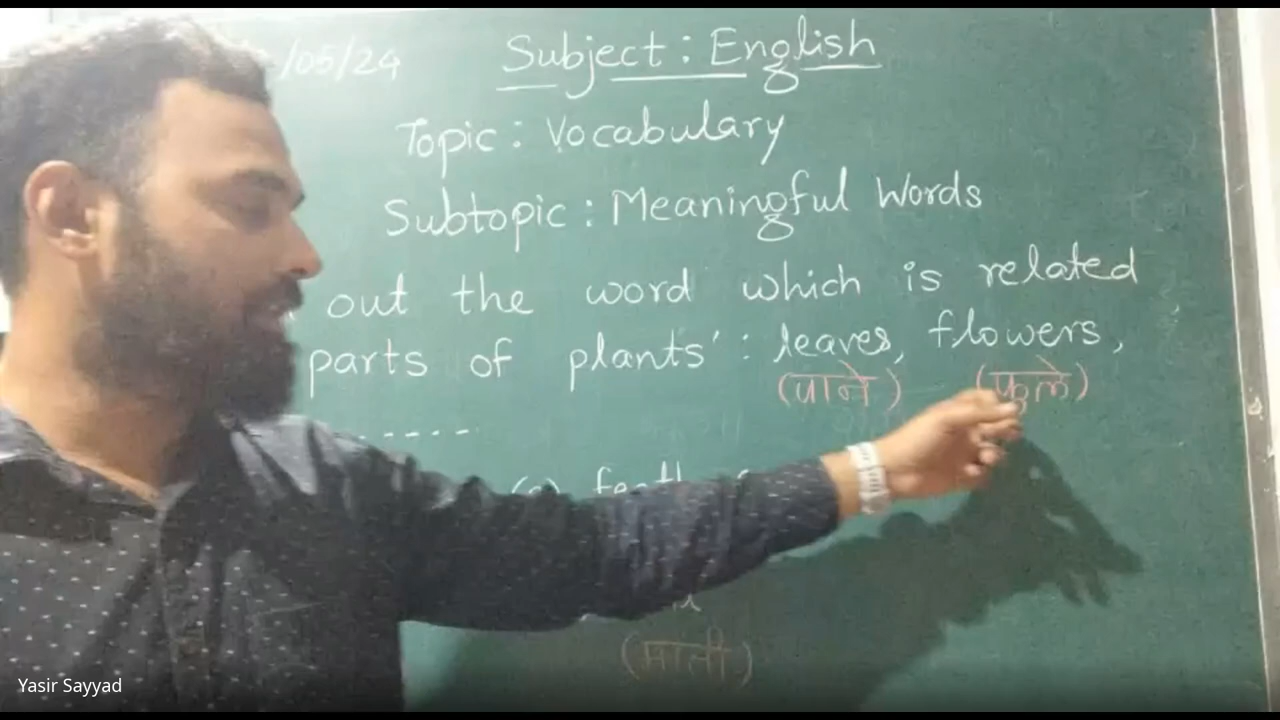 /05/24 Subject : English
Topic : Vocabulary
Subtopic : Meaningful Words
out the word which is related
parts of plants' : leaves, flowers,
(पाने) (फुले)
-----
(माती)
Yasir Sayyad